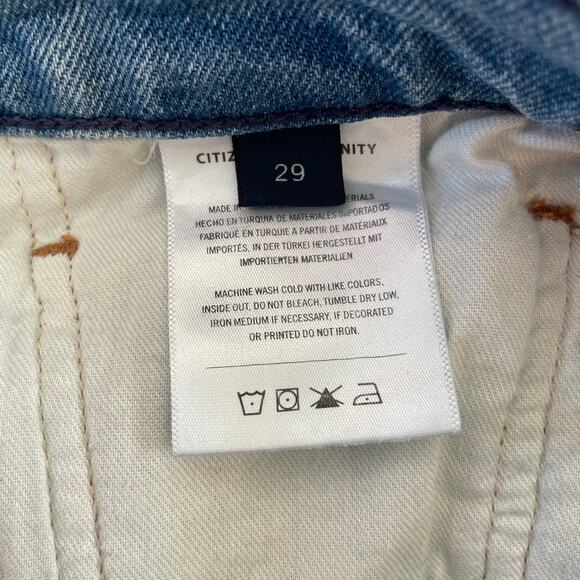 CITIZ NITY
29
MADE IN RIALS
HECHO EN TURQUIA DE MATERIALES IMPORTADOS
FABRIQUÉ EN TURQUIE A PARTIR DE MATÉRIAUX
IMPORTÉS. IN DER TÜRKEI HERGESTELLT MIT
IMPORTIERTEN MATERIALIEN
MACHINE WASH COLD WITH LIKE COLORS,
INSIDE OUT, DO NOT BLEACH, TUMBLE DRY LOW,
IRON MEDIUM IF NECESSARY, IF DECORATED
OR PRINTED DO NOT IRON.